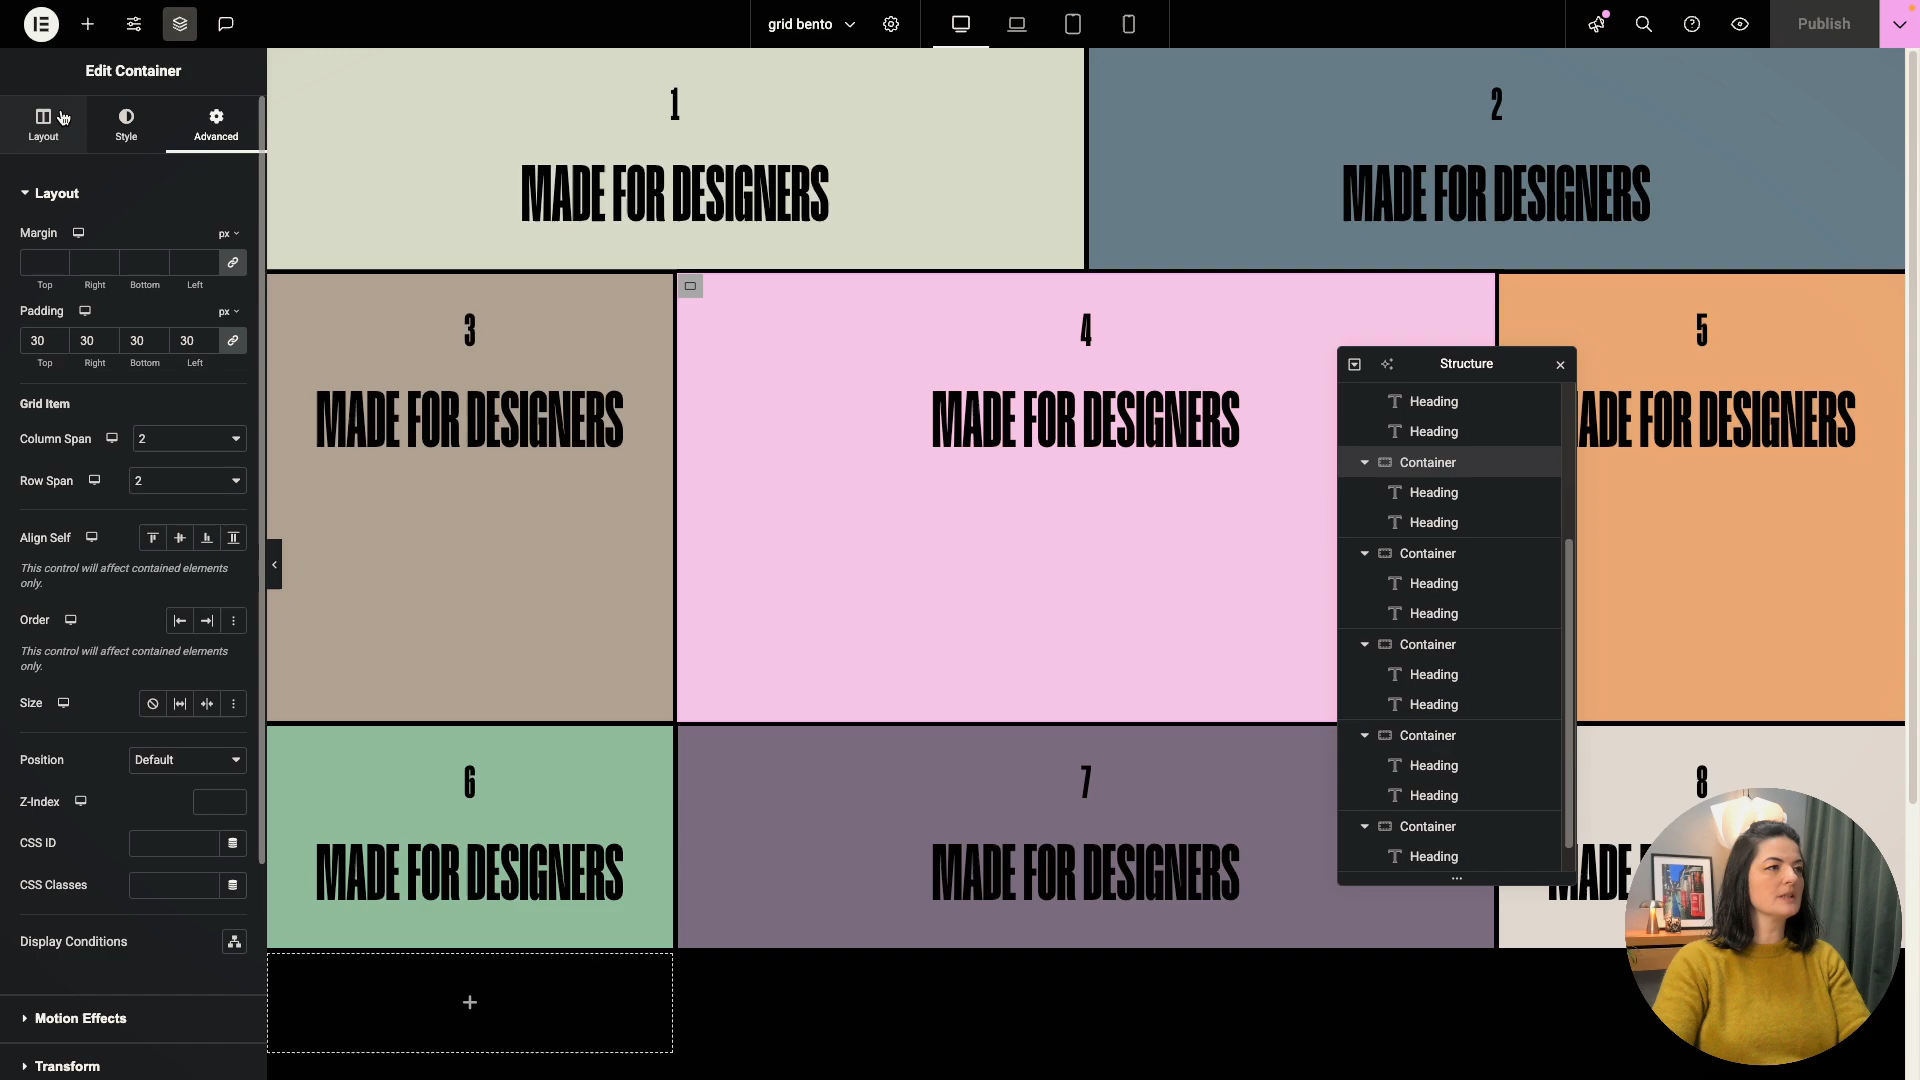 grid bento
Publish
Edit Container
Layout
Style
Advanced
Layout
Margin
px
Top
Right
Bottom
Left
Padding
px
30
30
30
30
Top
Right
Bottom
Left
Grid Item
Column Span
2
Row Span
2
Align Self
This control will affect contained elements
only.
Order
This control will affect contained elements
only.
Size
Position
Default
Z-Index
CSS ID
CSS Classes
Display Conditions
Motion Effects
Transform
1
MADE FOR DESIGNERS
2
MADE FOR DESIGNERS
3
MADE FOR DESIGNERS
4
MADE FOR DESIGNERS
5
MADE FOR DESIGNERS
6
MADE FOR DESIGNERS
7
MADE FOR DESIGNERS
8
MADE
Structure
Heading
Heading
Container
Heading
Heading
Container
Heading
Heading
Container
Heading
Heading
Container
Heading
Heading
Container
Heading